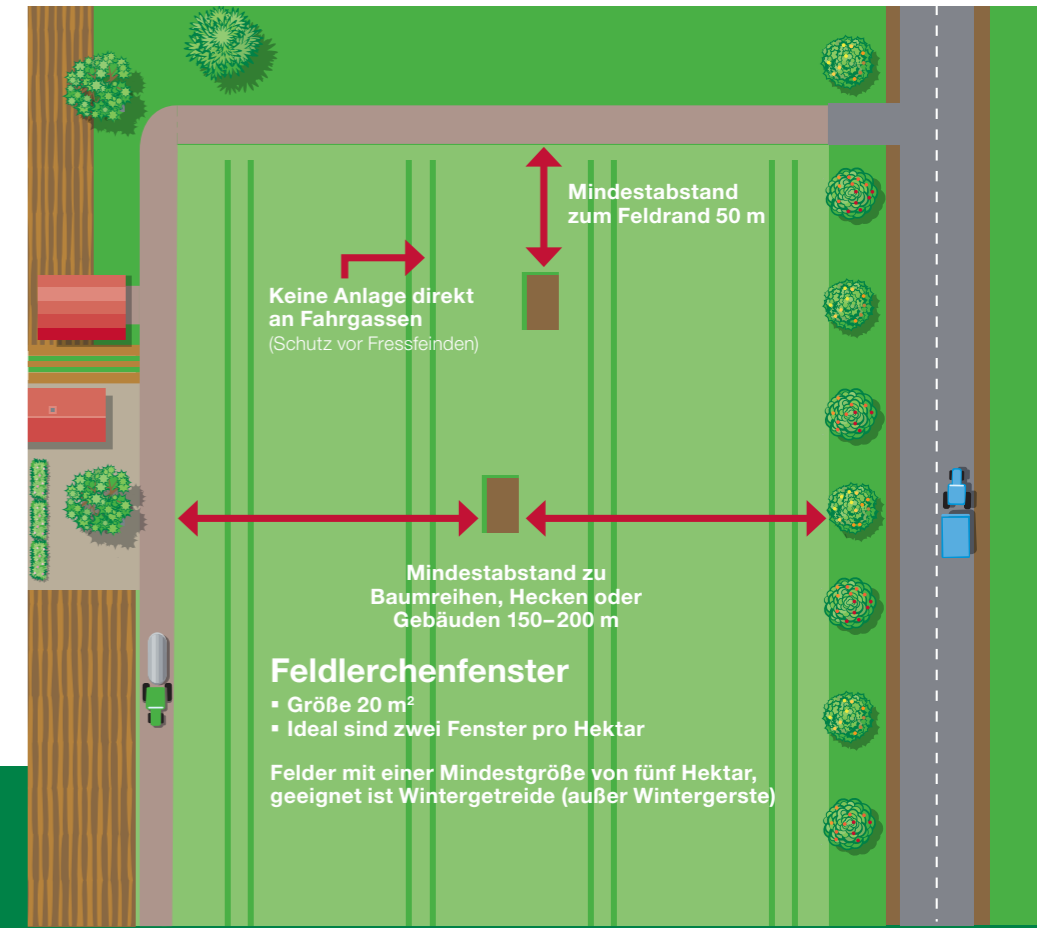 Mindestabstand
zum Feldrand 50 m
Keine Anlage direkt
an Fahrgassen
(Schutz vor Fressfeinden)
Mindestabstand zu
Baumreihen, Hecken oder
Gebäuden 150–200 m
Feldlerchenfenster
▪ Größe 20 m²
▪ Ideal sind zwei Fenster pro Hektar
Felder mit einer Mindestgröße von fünf Hektar,
geeignet ist Wintergetreide (außer Wintergerste)